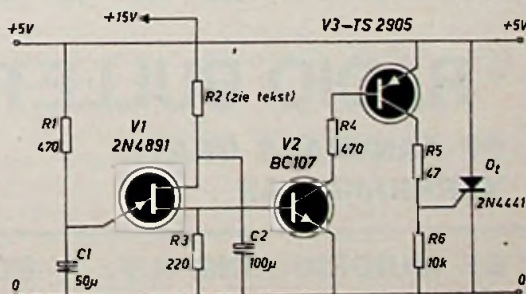 +15V
V3-TS 2905
+5V
+5V
R1
470
R2 (zie tekst)
V1
2N4891
V2
BC107
R4
470
R5
47
Dt
2N4441
C1
50µ
R3
220
C2
100µ
R6
10k
0
0